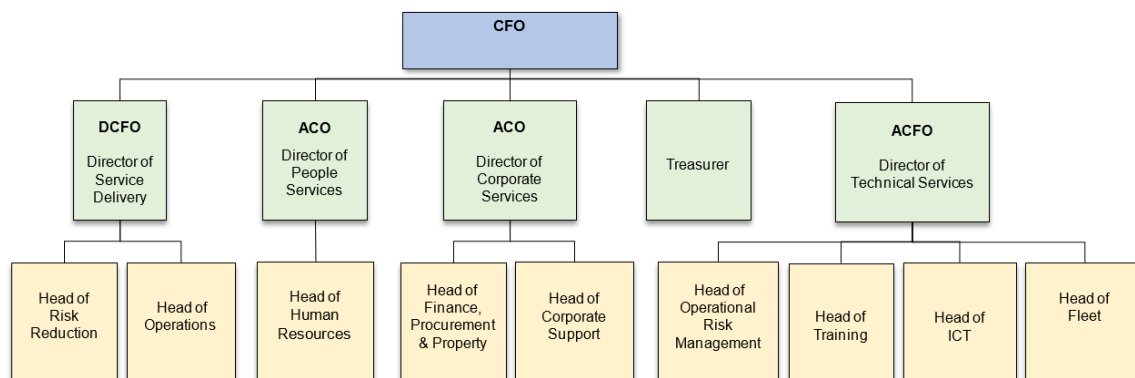 CFO
DCFO
Director of
Service
Delivery
ACO
Director of
People
Services
ACO
Director of
Corporate
Services
Treasurer
ACFO
Director of
Technical Services
Head of
Risk
Reduction
Head of
Operations
Head of
Human
Resources
Head of
Finance,
Procurement
& Property
Head of
Corporate
Support
Head of
Operational
Risk
Management
Head of
Training
Head of
ICT
Head of
Fleet